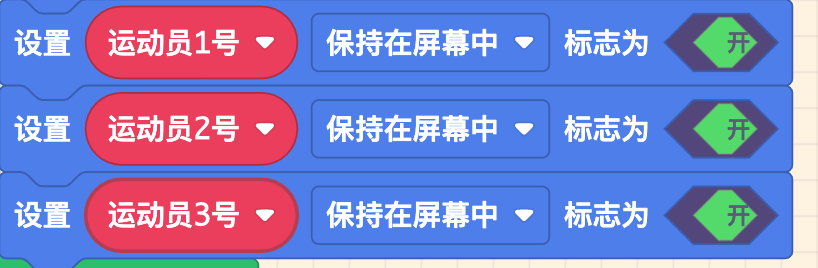 设置 运动员1号 保持在屏幕中 标志为 开
设置 运动员2号 保持在屏幕中 标志为 开
设置 运动员3号 保持在屏幕中 标志为 开